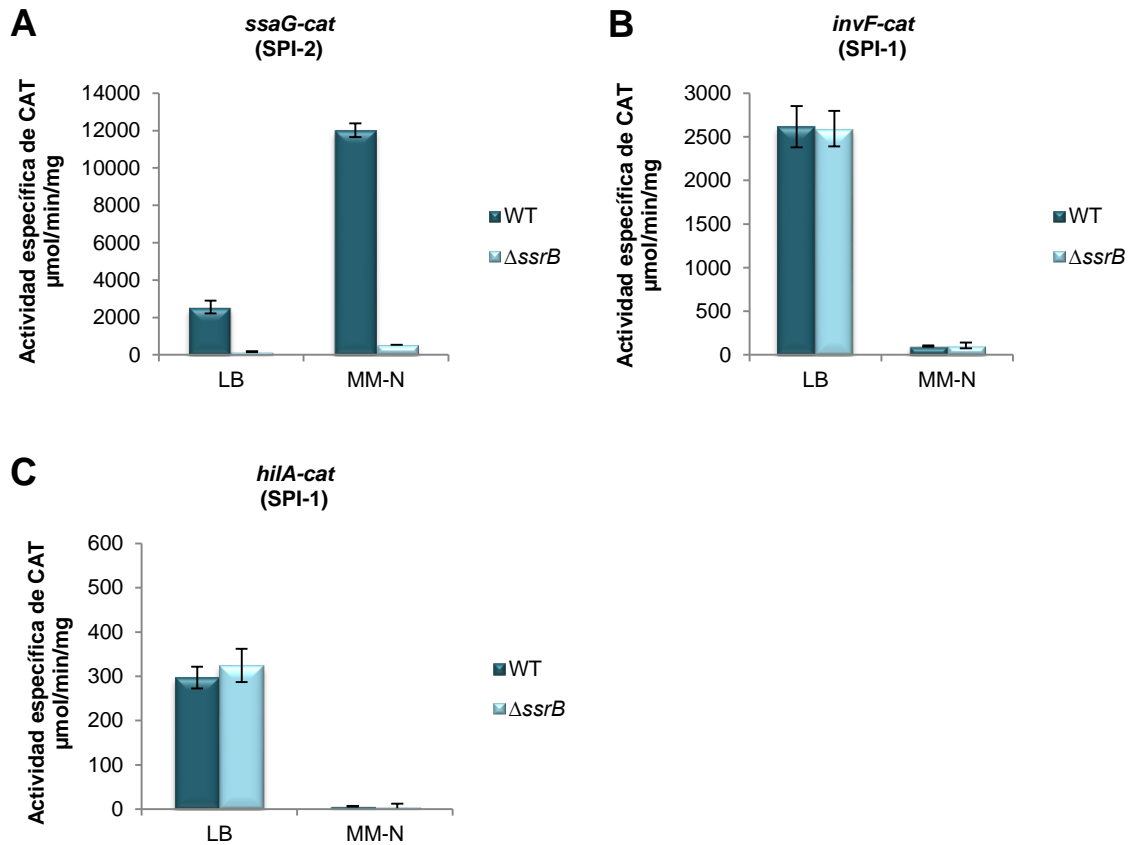 A
ssaG-cat
(SPI-2)
Actividad específica de CAT
µmol/min/mg
14000
12000
10000
8000
6000
4000
2000
0
LB
MM-N
WT
∆ssrB
B
invF-cat
(SPI-1)
Actividad específica de CAT
µmol/min/mg
3000
2500
2000
1500
1000
500
0
LB
MM-N
WT
∆ssrB
C
hilA-cat
(SPI-1)
Actividad específica de CAT
µmol/min/mg
600
500
400
300
200
100
0
LB
MM-N
WT
∆ssrB